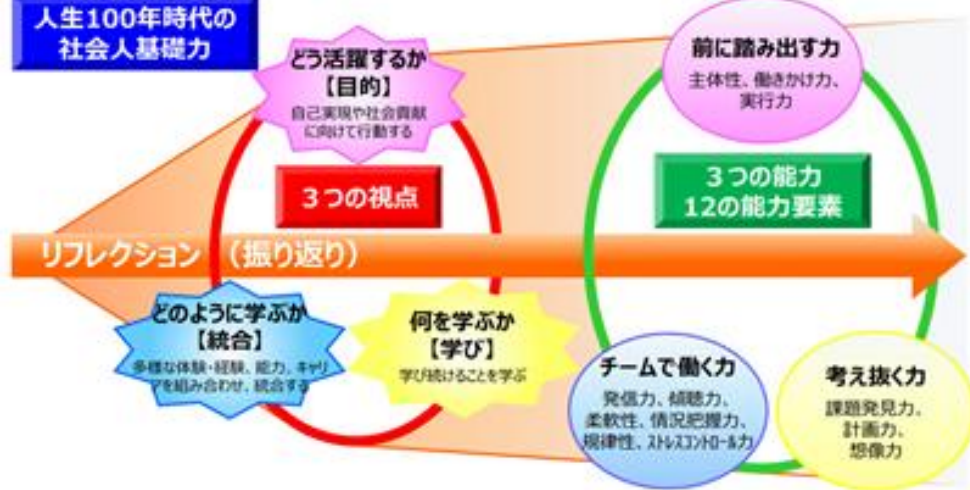 人生100年時代の
社会人基礎力
どう活躍するか
【目的】
自己実現や社会貢献
に向けて行動する
3つの視点
リフレクション （振り返り）
どのように学ぶか
【統合】
多様な体験・経験、能力、キャリ
アを組み合わせ、統合する
何を学ぶか
【学び】
学び続けることを学ぶ
前に踏み出す力
主体性、働きかけ力、
実行力
3つの能力
12の能力要素
チームで働く力
発信力、傾聴力、
柔軟性、情況把握力、
規律性、ストレスコントロール力
考え抜く力
課題発見力、
計画力、
想像力